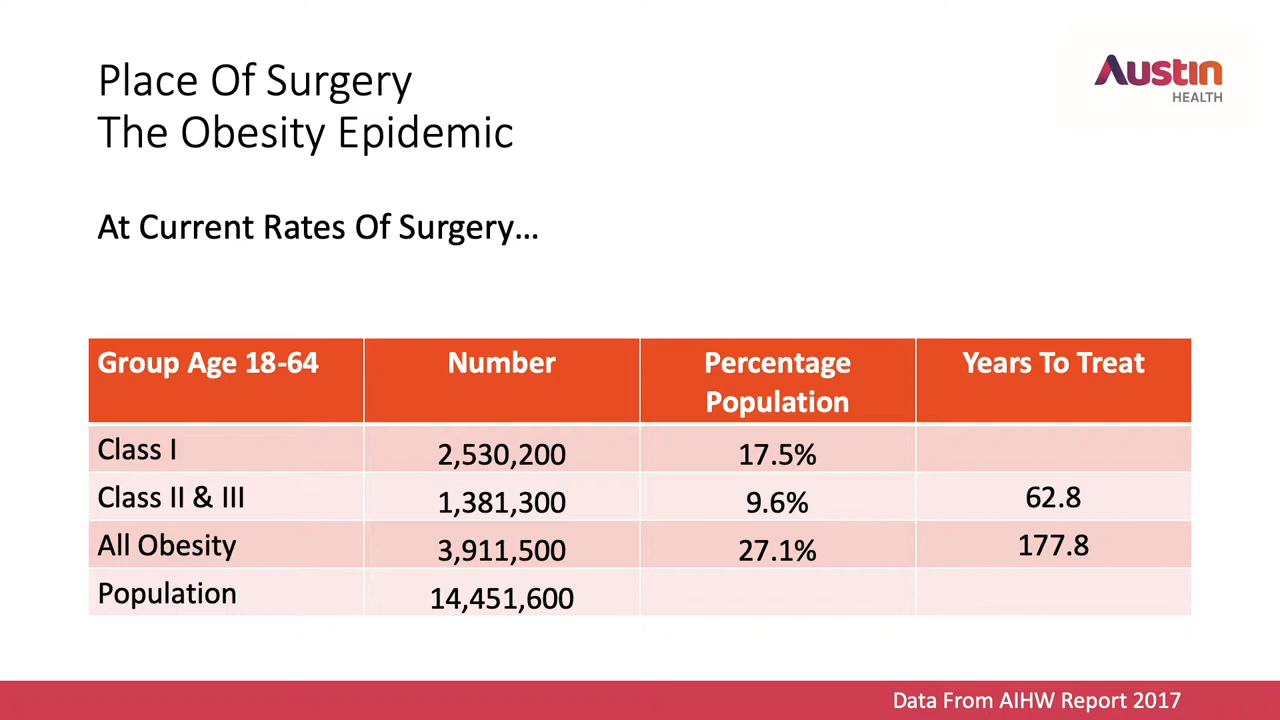 Place Of Surgery
The Obesity Epidemic
Austin
HEALTH
At Current Rates Of Surgery...
Group Age 18-64 Number Percentage Population Years To Treat
Class I 2,530,200 17.5%
Class II & III 1,381,300 9.6% 62.8
All Obesity 3,911,500 27.1% 177.8
Population 14,451,600
Data From AIHW Report 2017